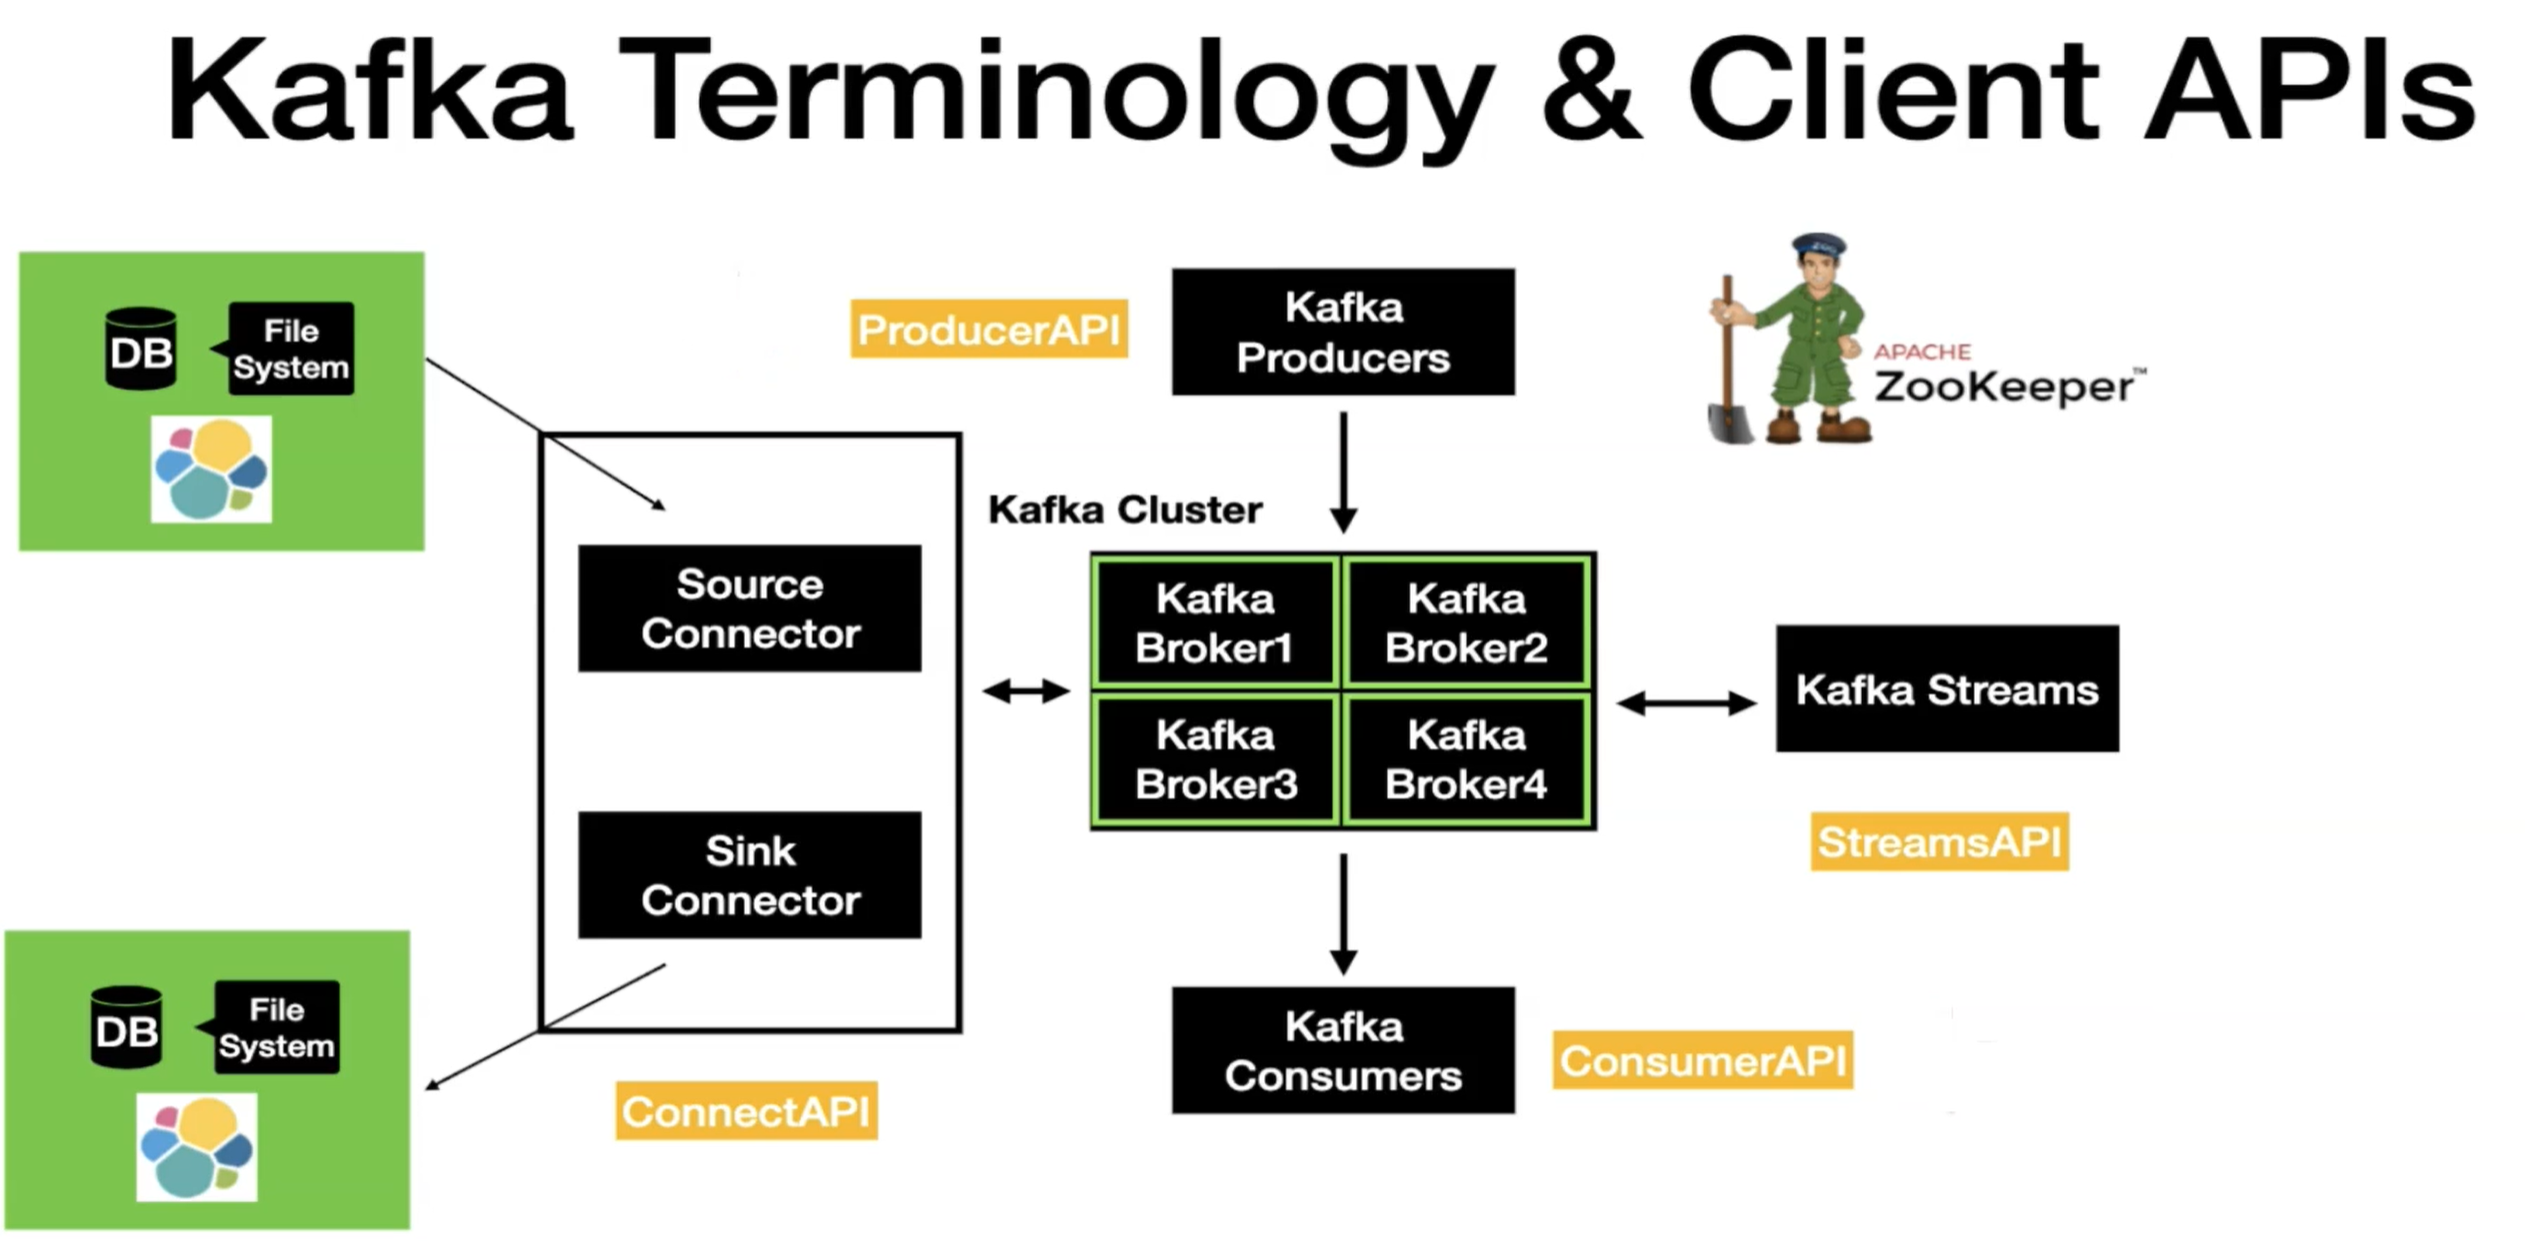 Kafka Terminology & Client APIs
DB
File
System
ProducerAPI
Kafka
Producers
ZOO
APACHE
ZooKeeper™
Kafka Cluster
Source
Connector
Kafka
Broker1
Kafka
Broker2
Kafka
Broker3
Kafka
Broker4
Kafka Streams
StreamsAPI
Sink
Connector
DB
File
System
ConnectAPI
Kafka
Consumers
ConsumerAPI